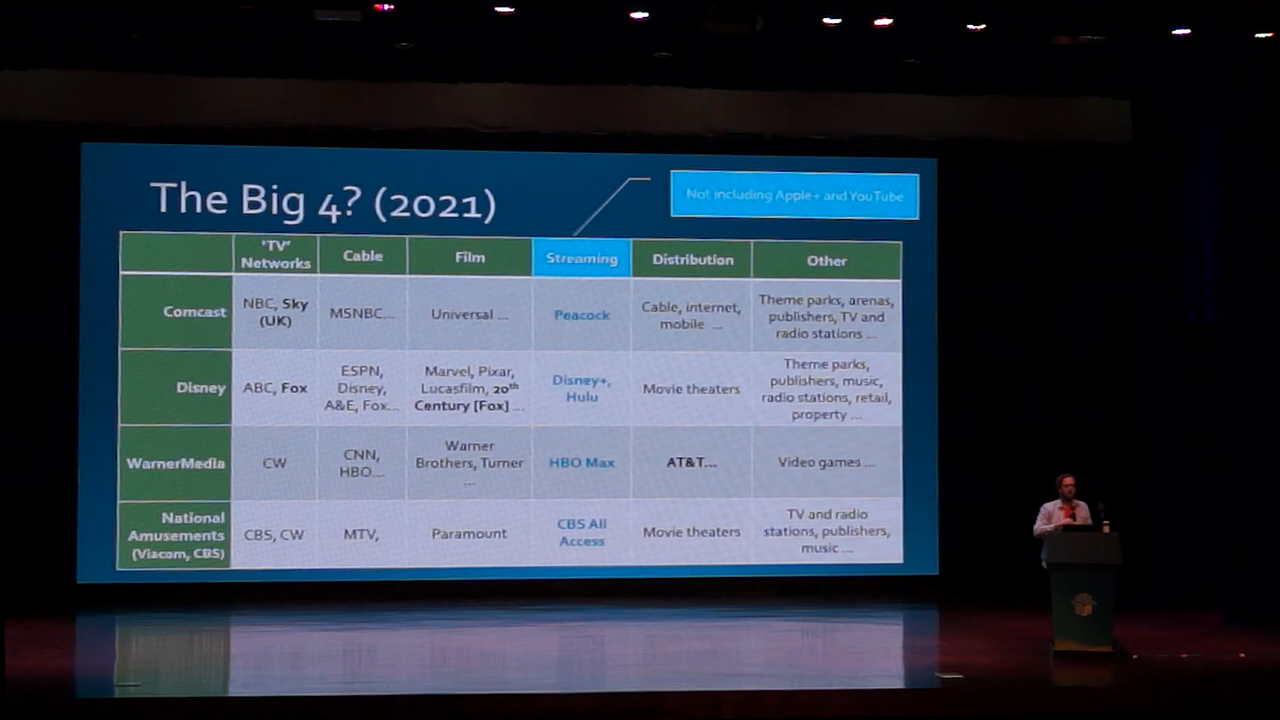 The Big 4? (2021)
Not including Apple+ and YouTube
'TV'
Networks
Cable
Film
Streaming
Distribution
Other
Comcast
NBC, Sky
(UK)
MSNBC...
Universal ...
Peacock
Cable, internet,
mobile ...
Theme parks, arenas,
publishers, TV and
radio stations ...
Disney
ABC, Fox
ESPN,
Disney,
A&E, Fox...
Marvel, Pixar,
Lucasfilm, 20th
Century [Fox] ...
Disney+,
Hulu
Movie theaters
Theme parks,
publishers, music,
radio stations, retail,
property ...
WarnerMedia
CW
CNN,
HBO...
Warner
Brothers, Turner
...
HBO Max
AT&T...
Video games ...
National
Amusements
(Viacom, CBS)
CBS, CW
MTV,
Paramount
CBS All
Access
Movie theaters
TV and radio
stations, publishers,
music ...